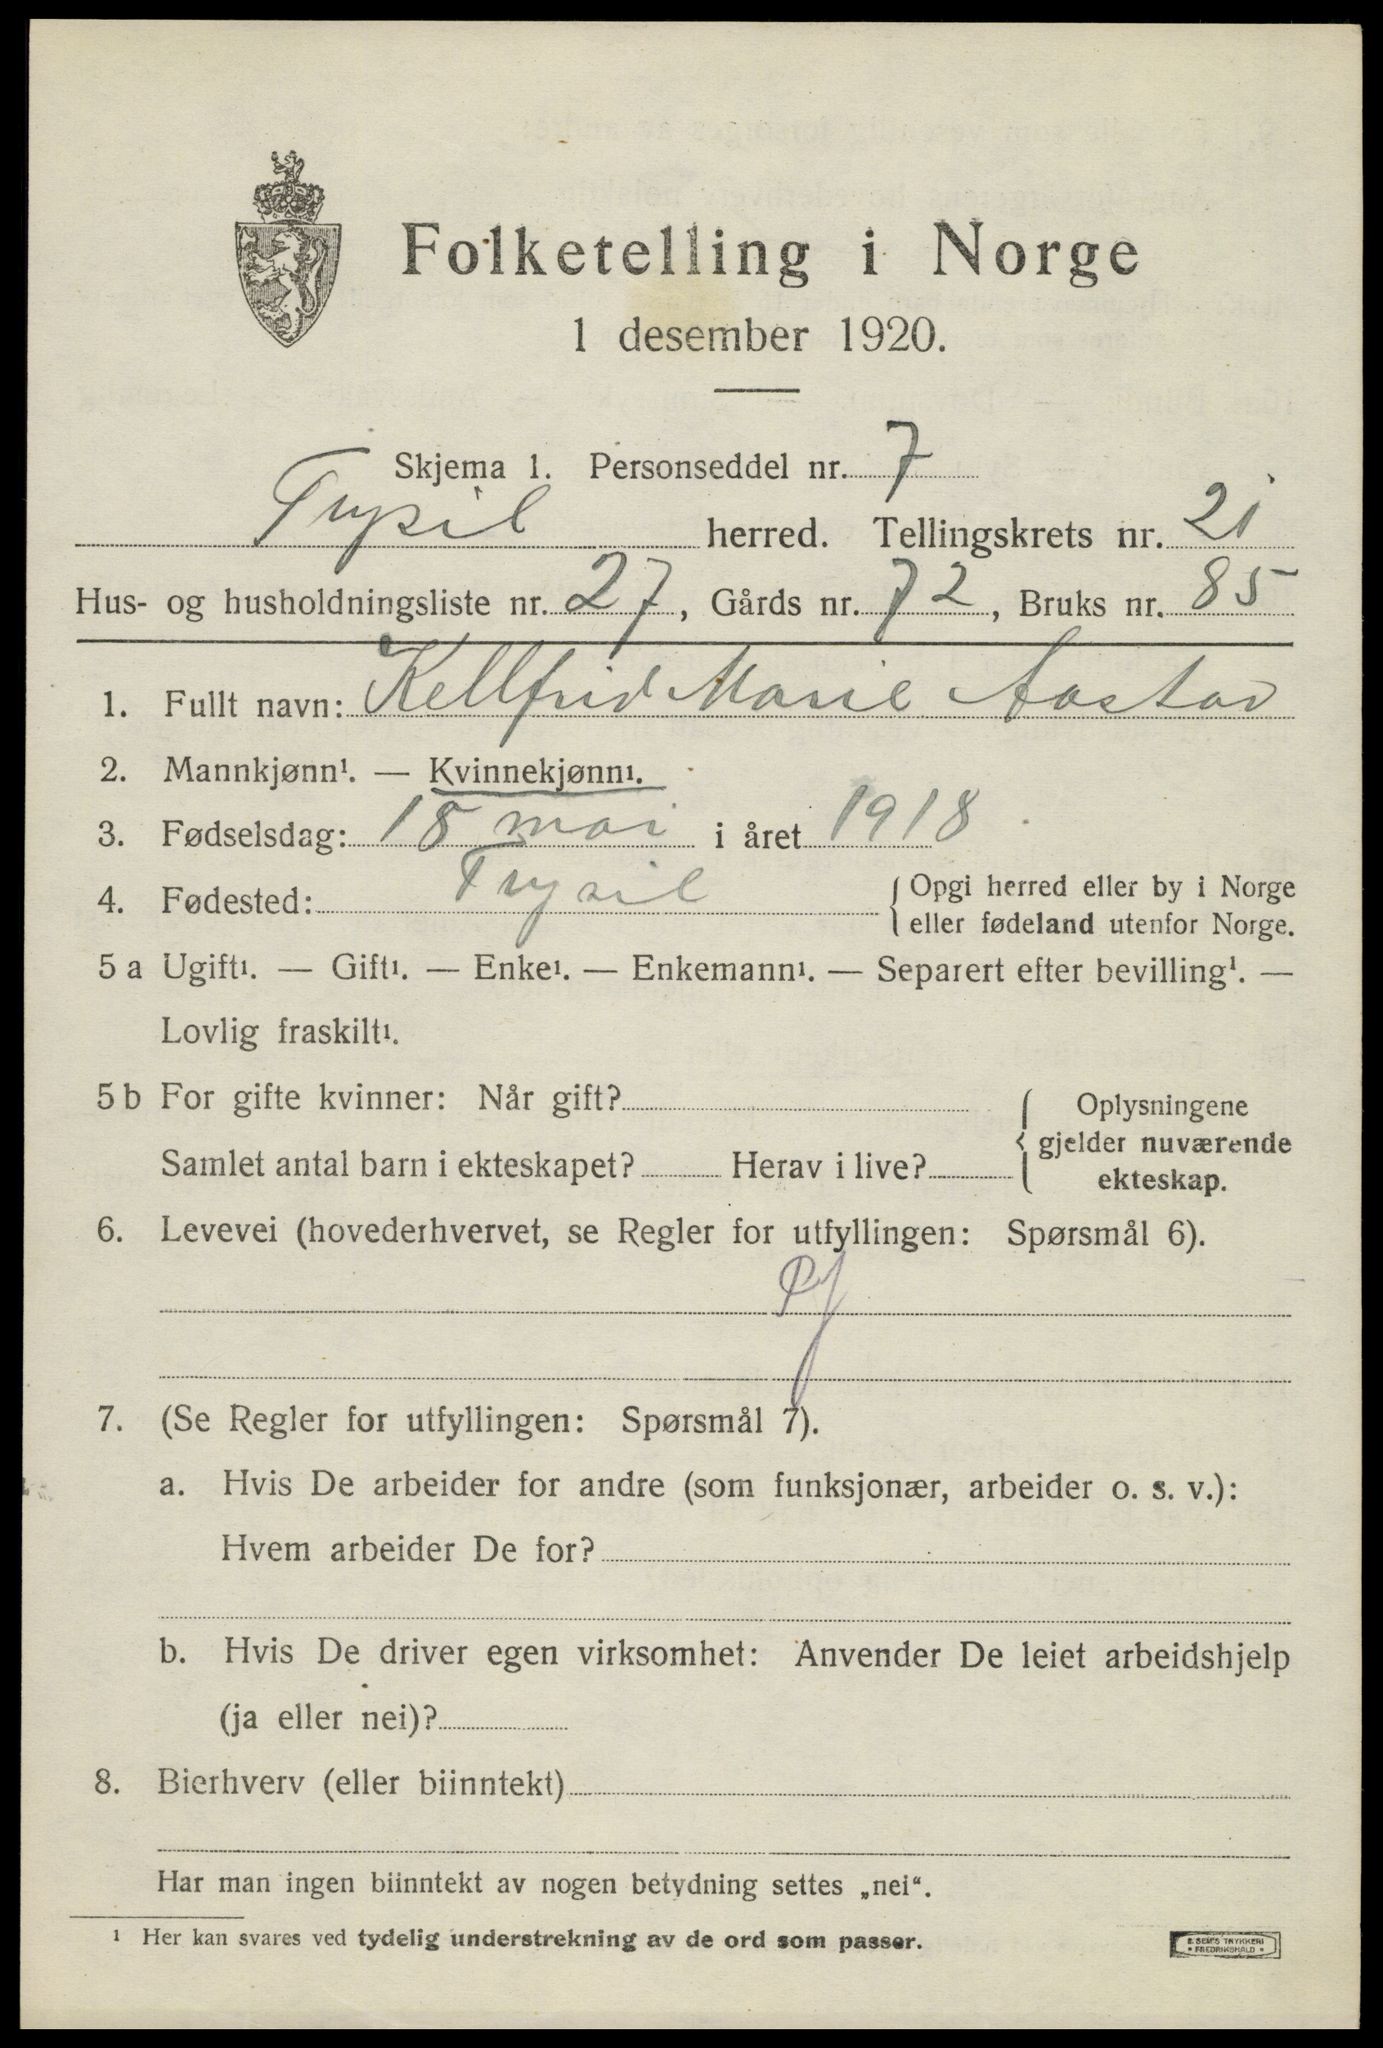 Folketelling i Norge
1 desember 1920.
Skjema 1. Personseddel nr. 7
Trysil herred. Tellingskrets nr. 21
Hus- og husholdningsliste nr. 27, Gårds nr. 72, Bruks nr. 85
1. Fullt navn: Kellfrid Marie Aastad
2. Mannkjønn¹. — Kvinnekjønn¹.
3. Fødselsdag: 18 mai i året 1918
4. Fødested: Trysil { Opgi herred eller by i Norge
eller fødeland utenfor Norge.
5 a Ugift¹. — Gift¹. — Enke¹. — Enkemann¹. — Separert efter bevilling¹. —
Lovlig fraskilt¹.
5 b For gifte kvinner: Når gift? { Oplysningene
gjelder nuværende
ekteskap.
Samlet antal barn i ekteskapet? Herav i live?
6. Levevei (hovederhvervet, se Regler for utfyllingen: Spørsmål 6).
7. (Se Regler for utfyllingen: Spørsmål 7).
a. Hvis De arbeider for andre (som funksjonær, arbeider o. s. v.):
Hvem arbeider De for?
b. Hvis De driver egen virksomhet: Anvender De leiet arbeidshjelp
(ja eller nei)?
8. Bierhverv (eller biinntekt)
Har man ingen biinntekt av nogen betydning settes „nei“.
¹ Her kan svares ved tydelig understrekning av de ord som passer.
E. SEM'S TRYKKERI
• FREDRIKSHALD •